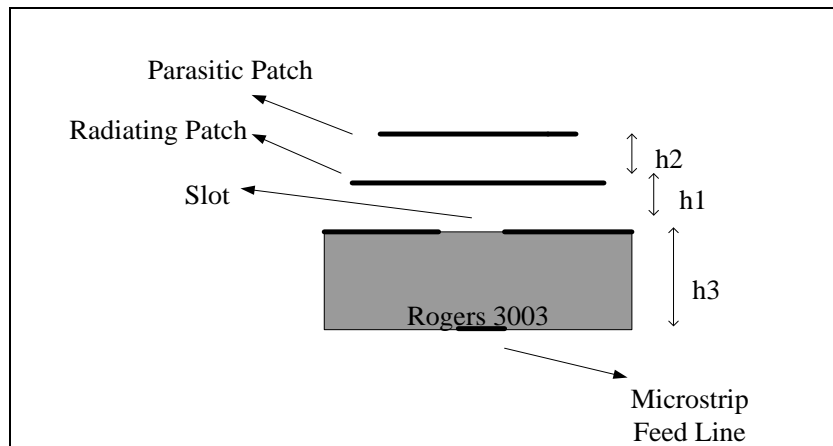 Parasitic Patch
Radiating Patch
h2
Slot
h1
h3
Rogers 3003
Microstrip
Feed Line